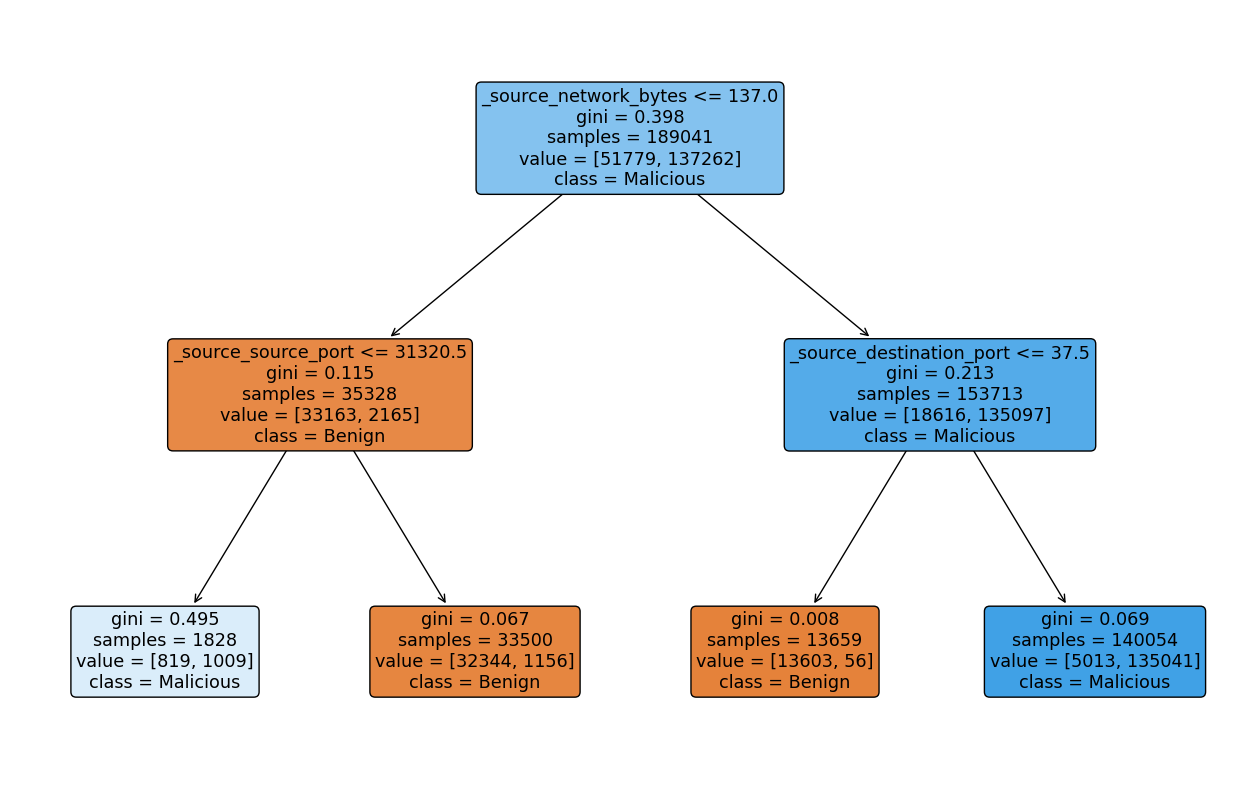 _source_network_bytes <= 137.0
gini = 0.398
samples = 189041
value = [51779, 137262]
class = Malicious
_source_source_port <= 31320.5
gini = 0.115
samples = 35328
value = [33163, 2165]
class = Benign
_source_destination_port <= 37.5
gini = 0.213
samples = 153713
value = [18616, 135097]
class = Malicious
gini = 0.495
samples = 1828
value = [819, 1009]
class = Malicious
gini = 0.067
samples = 33500
value = [32344, 1156]
class = Benign
gini = 0.008
samples = 13659
value = [13603, 56]
class = Benign
gini = 0.069
samples = 140054
value = [5013, 135041]
class = Malicious